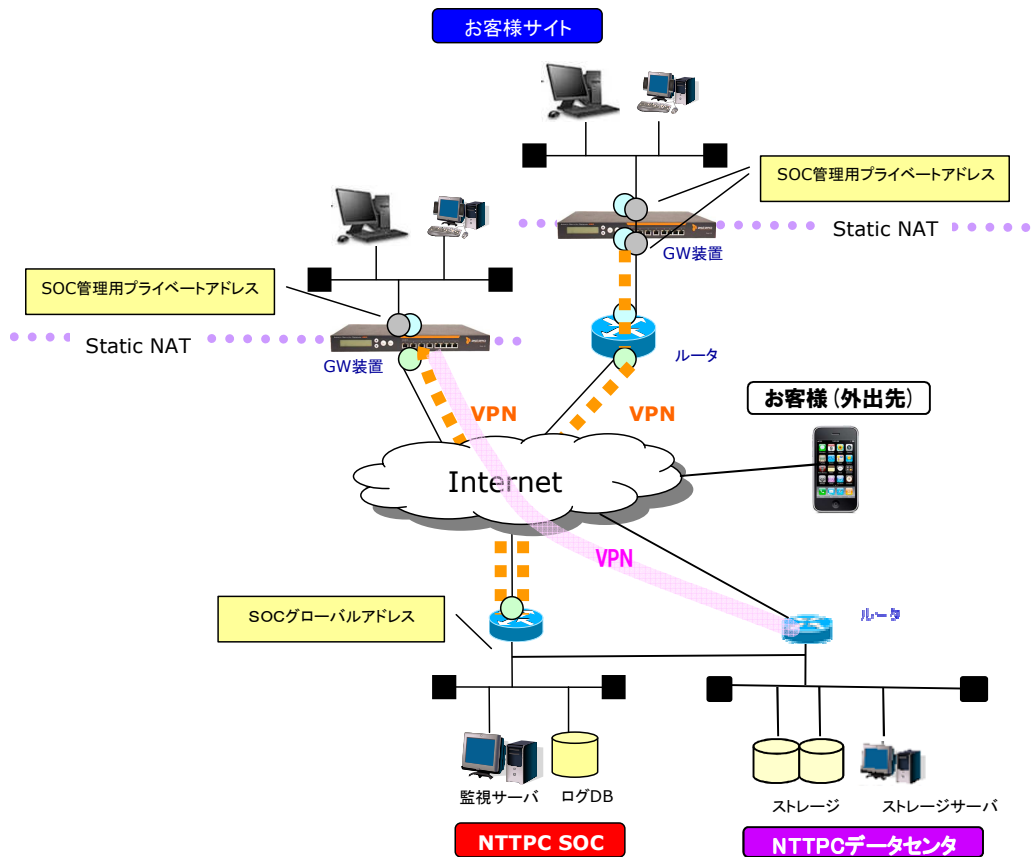 お客様サイト
SOC管理用プライベートアドレス
Static NAT
GW装置
SOC管理用プライベートアドレス
Static NAT
GW装置
ルータ
お客様（外出先）
VPN
VPN
Internet
VPN
SOCグローバルアドレス
ルータ
監視サーバ
ログDB
ストレージ
ストレージサーバ
NTTPC SOC
NTTPCデータセンタ